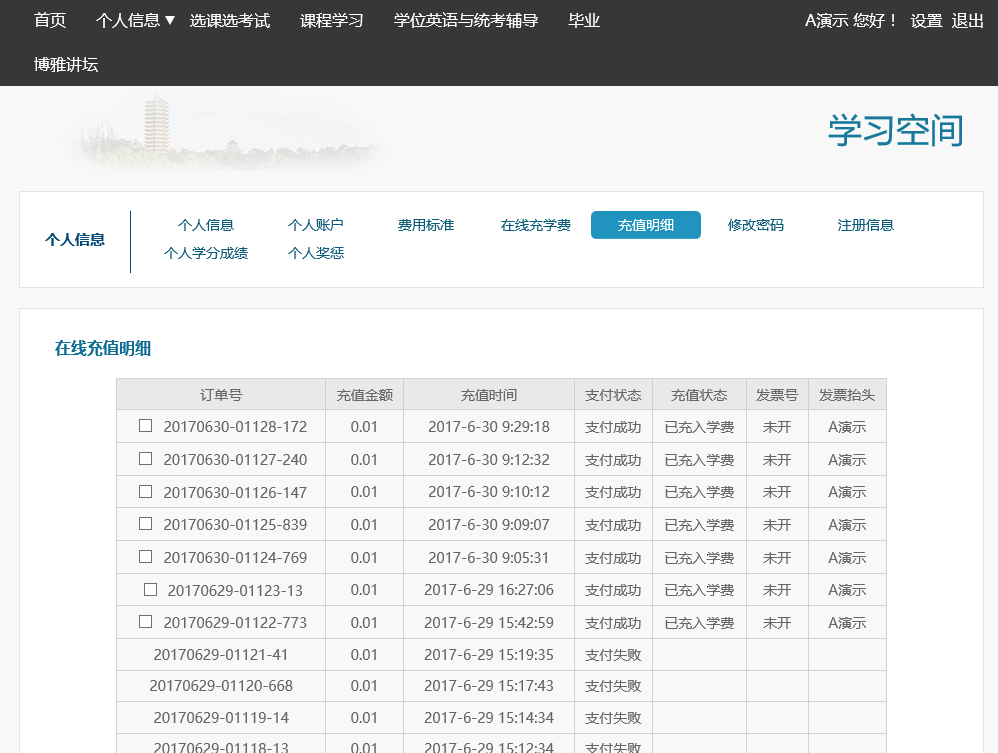 首页 个人信息▼ 选课选考试 课程学习 学位英语与统考辅导 毕业 A演示 您好！ 设置 退出
博雅讲坛
学习空间
个人信息
个人信息 个人账户 费用标准 在线充学费 充值明细 修改密码 注册信息
个人学分成绩 个人奖惩
在线充值明细
订单号 充值金额 充值时间 支付状态 充值状态 发票号 发票抬头
20170630-01128-172 0.01 2017-6-30 9:29:18 支付成功 已充入学费 未开 A演示
20170630-01127-240 0.01 2017-6-30 9:12:32 支付成功 已充入学费 未开 A演示
20170630-01126-147 0.01 2017-6-30 9:10:12 支付成功 已充入学费 未开 A演示
20170630-01125-839 0.01 2017-6-30 9:09:07 支付成功 已充入学费 未开 A演示
20170630-01124-769 0.01 2017-6-30 9:05:31 支付成功 已充入学费 未开 A演示
20170629-01123-13 0.01 2017-6-29 16:27:06 支付成功 已充入学费 未开 A演示
20170629-01122-773 0.01 2017-6-29 15:42:59 支付成功 已充入学费 未开 A演示
20170629-01121-41 0.01 2017-6-29 15:19:35 支付失败
20170629-01120-668 0.01 2017-6-29 15:17:43 支付失败
20170629-01119-14 0.01 2017-6-29 15:14:34 支付失败
20170629-01118-13 0.01 2017-6-29 15:12:34 支付失败